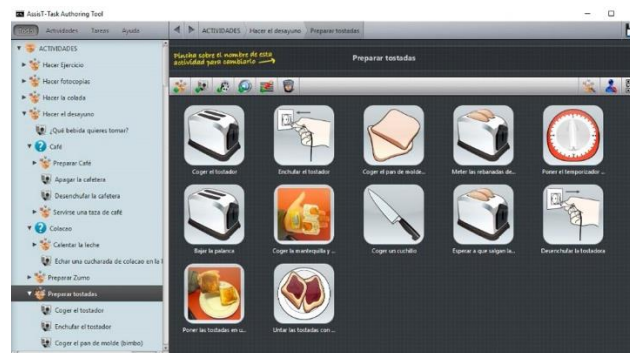 AssisT-Task Authoring Tool
Actividades Tareas Ayuda
ACTIVIDADES Hacer el desayuno Preparar tostadas
ACTIVIDADES
Hacer Ejercicio
Hacer fotocopias
Hacer la colada
Hacer el desayuno
¿Qué bebida quieres tomar?
Café
Preparar Café
Apagar la cafetera
Desenchufar la cafetera
Servirse una taza de café
Colacao
Calentar la leche
Echar una cucharada de colacao en la l
Preparar Zumo
Preparar tostadas
Coger el tostador
Enchufar el tostador
Coger el pan de molde (bimbo)
Pincha sobre el nombre de esta
actividad para cambiarlo
Preparar tostadas
Coger el tostador
Enchufar el tostador
Coger el pan de molde...
Meter las rebanadas de...
Poner el temporizador ...
Bajar la palanca
Coger la mantequilla y ...
Coger un cuchillo
Esperar a que salgan la...
Desenchufar la tostadora
Poner las tostadas en u...
Untar las tostadas con ...